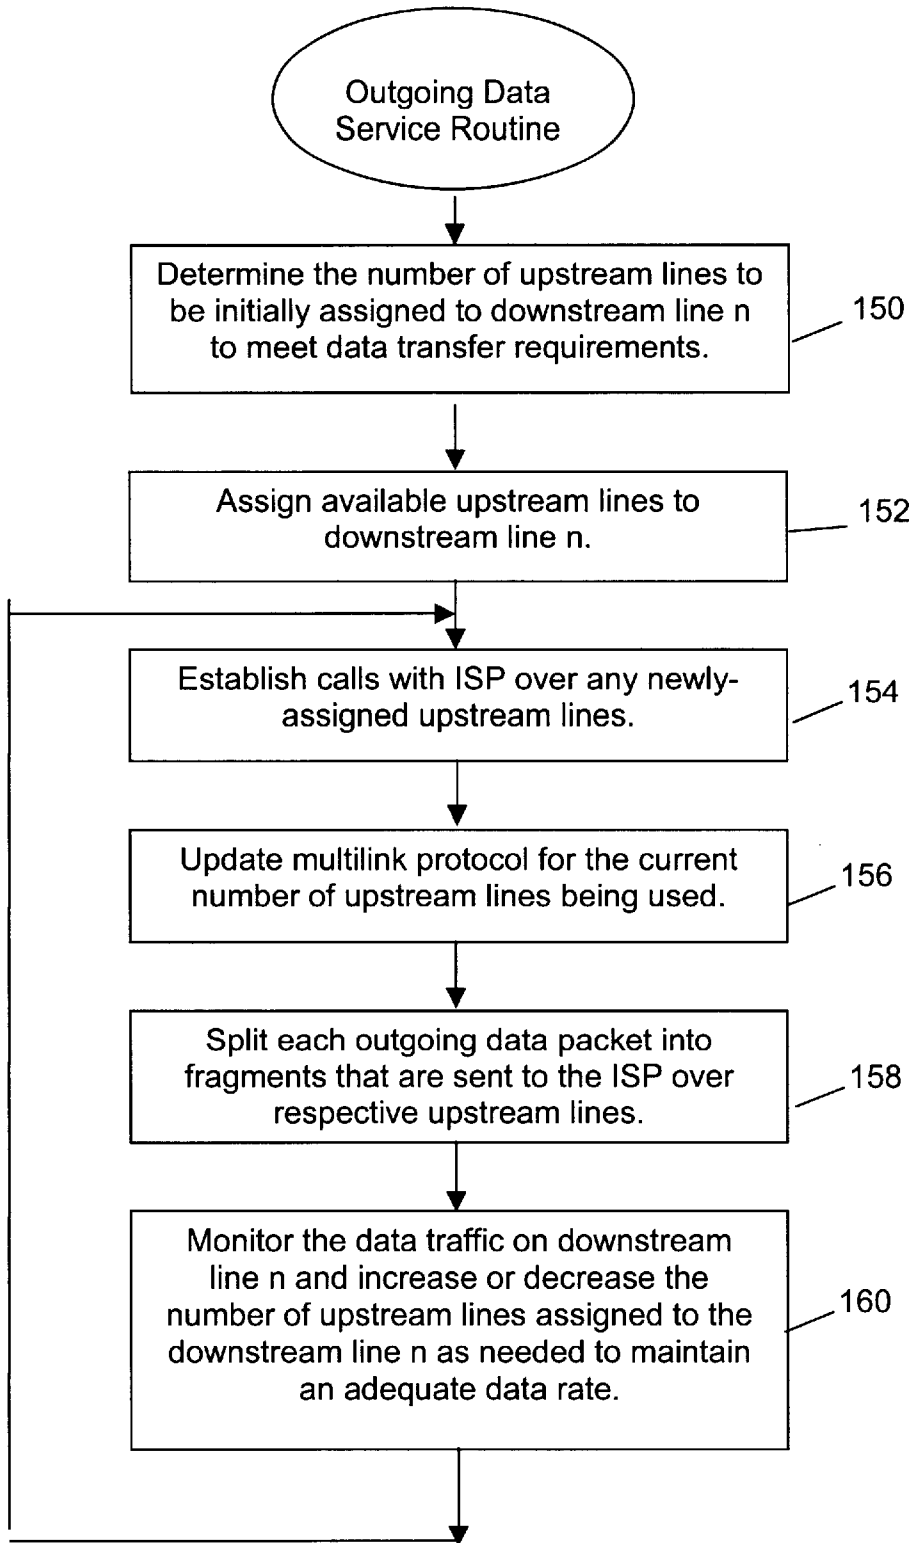 Outgoing Data
Service Routine
Determine the number of upstream lines to
be initially assigned to downstream line n
to meet data transfer requirements.
150
Assign available upstream lines to
downstream line n.
152
Establish calls with ISP over any newly-
assigned upstream lines.
154
Update multilink protocol for the current
number of upstream lines being used.
156
Split each outgoing data packet into
fragments that are sent to the ISP over
respective upstream lines.
158
Monitor the data traffic on downstream
line n and increase or decrease the
number of upstream lines assigned to the
downstream line n as needed to maintain
an adequate data rate.
160